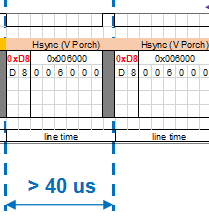 Hsync (V Porch) Hsync (V Porch)
0xD8 0x006000 0xD8 0x006000
D 8 0 0 6 0 0 0 D 8 0 0 6 0 0
line time line time
> 40 us